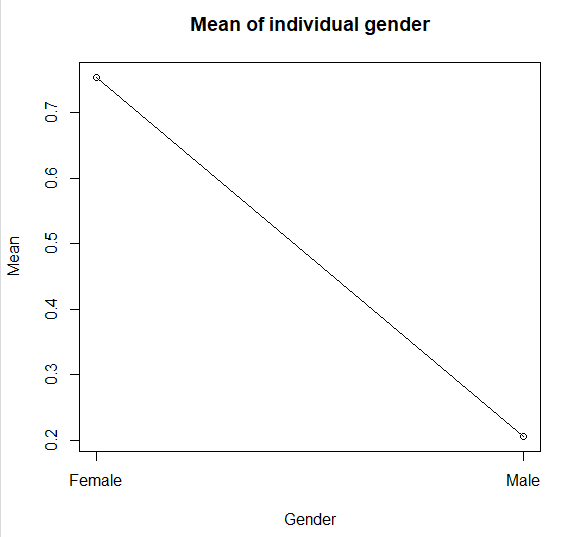 Mean of individual gender
0.7
0.6
0.5
0.4
0.3
0.2
Mean
Female
Male
Gender